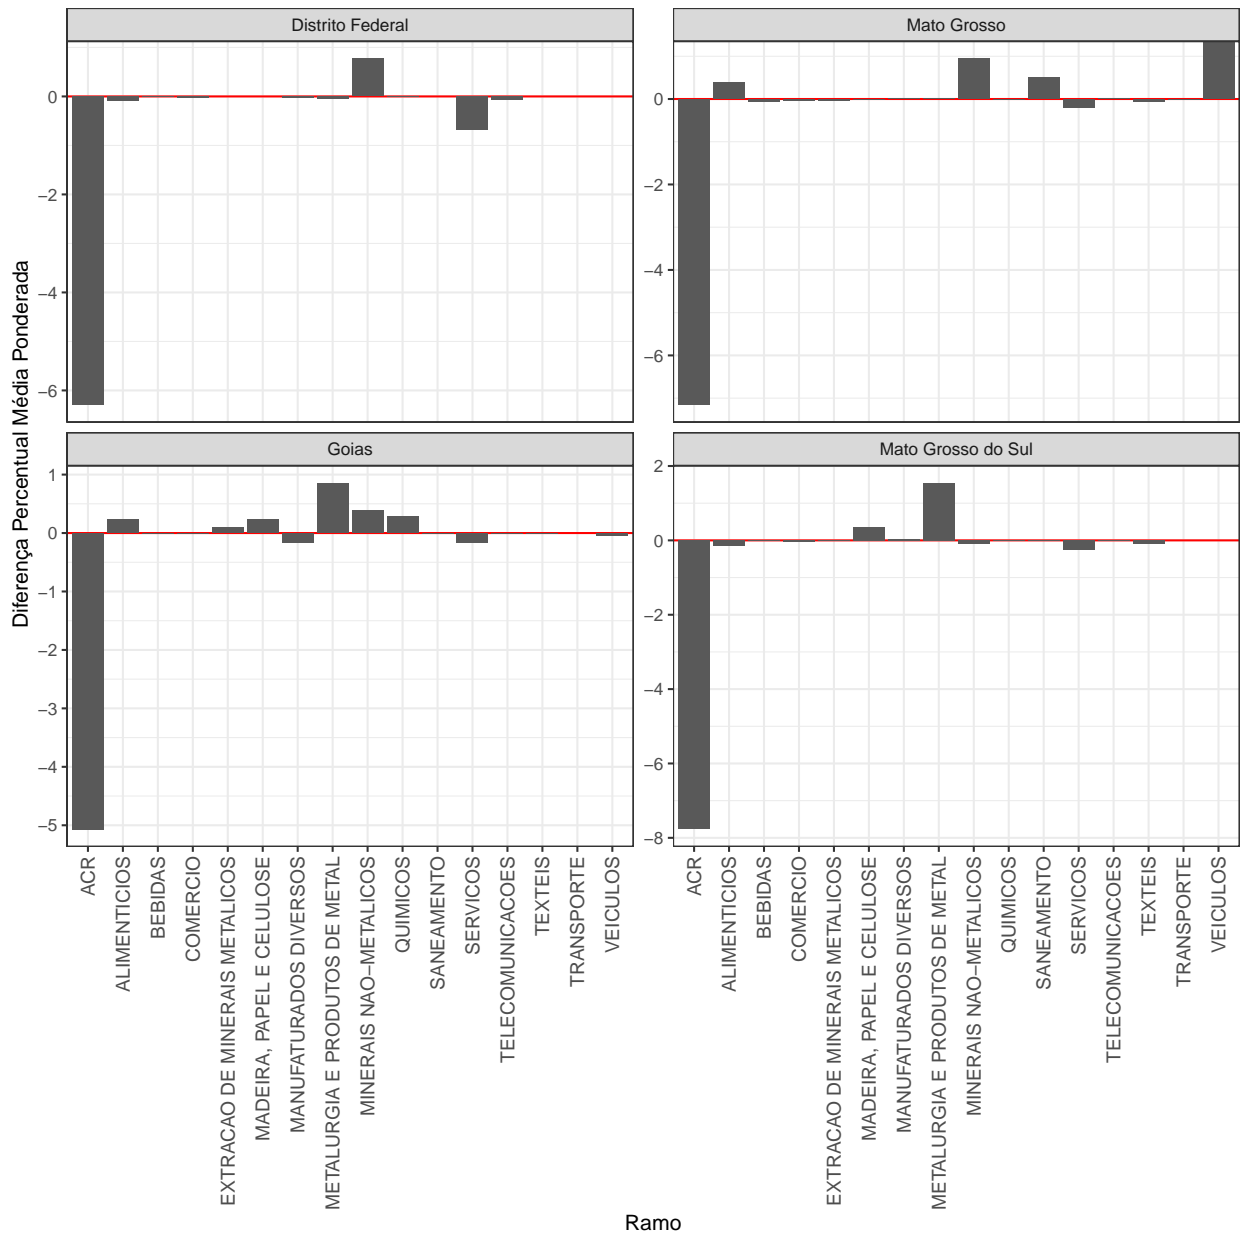 Distrito Federal
Mato Grosso
0
−2
−4
−6
0
−2
−4
−6
Goias
Mato Grosso do Sul
1
0
−1
−2
−3
−4
−5
2
0
−2
−4
−6
−8
Diferença Percentual Média Ponderada
ACR
ALIMENTICIOS
BEBIDAS
COMERCIO
EXTRACAO DE MINERAIS METALICOS
MADEIRA, PAPEL E CELULOSE
MANUFATURADOS DIVERSOS
METALURGIA E PRODUTOS DE METAL
MINERAIS NAO−METALICOS
QUIMICOS
SANEAMENTO
SERVICOS
TELECOMUNICACOES
TEXTEIS
TRANSPORTE
VEICULOS
ACR
ALIMENTICIOS
BEBIDAS
COMERCIO
EXTRACAO DE MINERAIS METALICOS
MADEIRA, PAPEL E CELULOSE
MANUFATURADOS DIVERSOS
METALURGIA E PRODUTOS DE METAL
MINERAIS NAO−METALICOS
QUIMICOS
SANEAMENTO
SERVICOS
TELECOMUNICACOES
TEXTEIS
TRANSPORTE
VEICULOS
Ramo